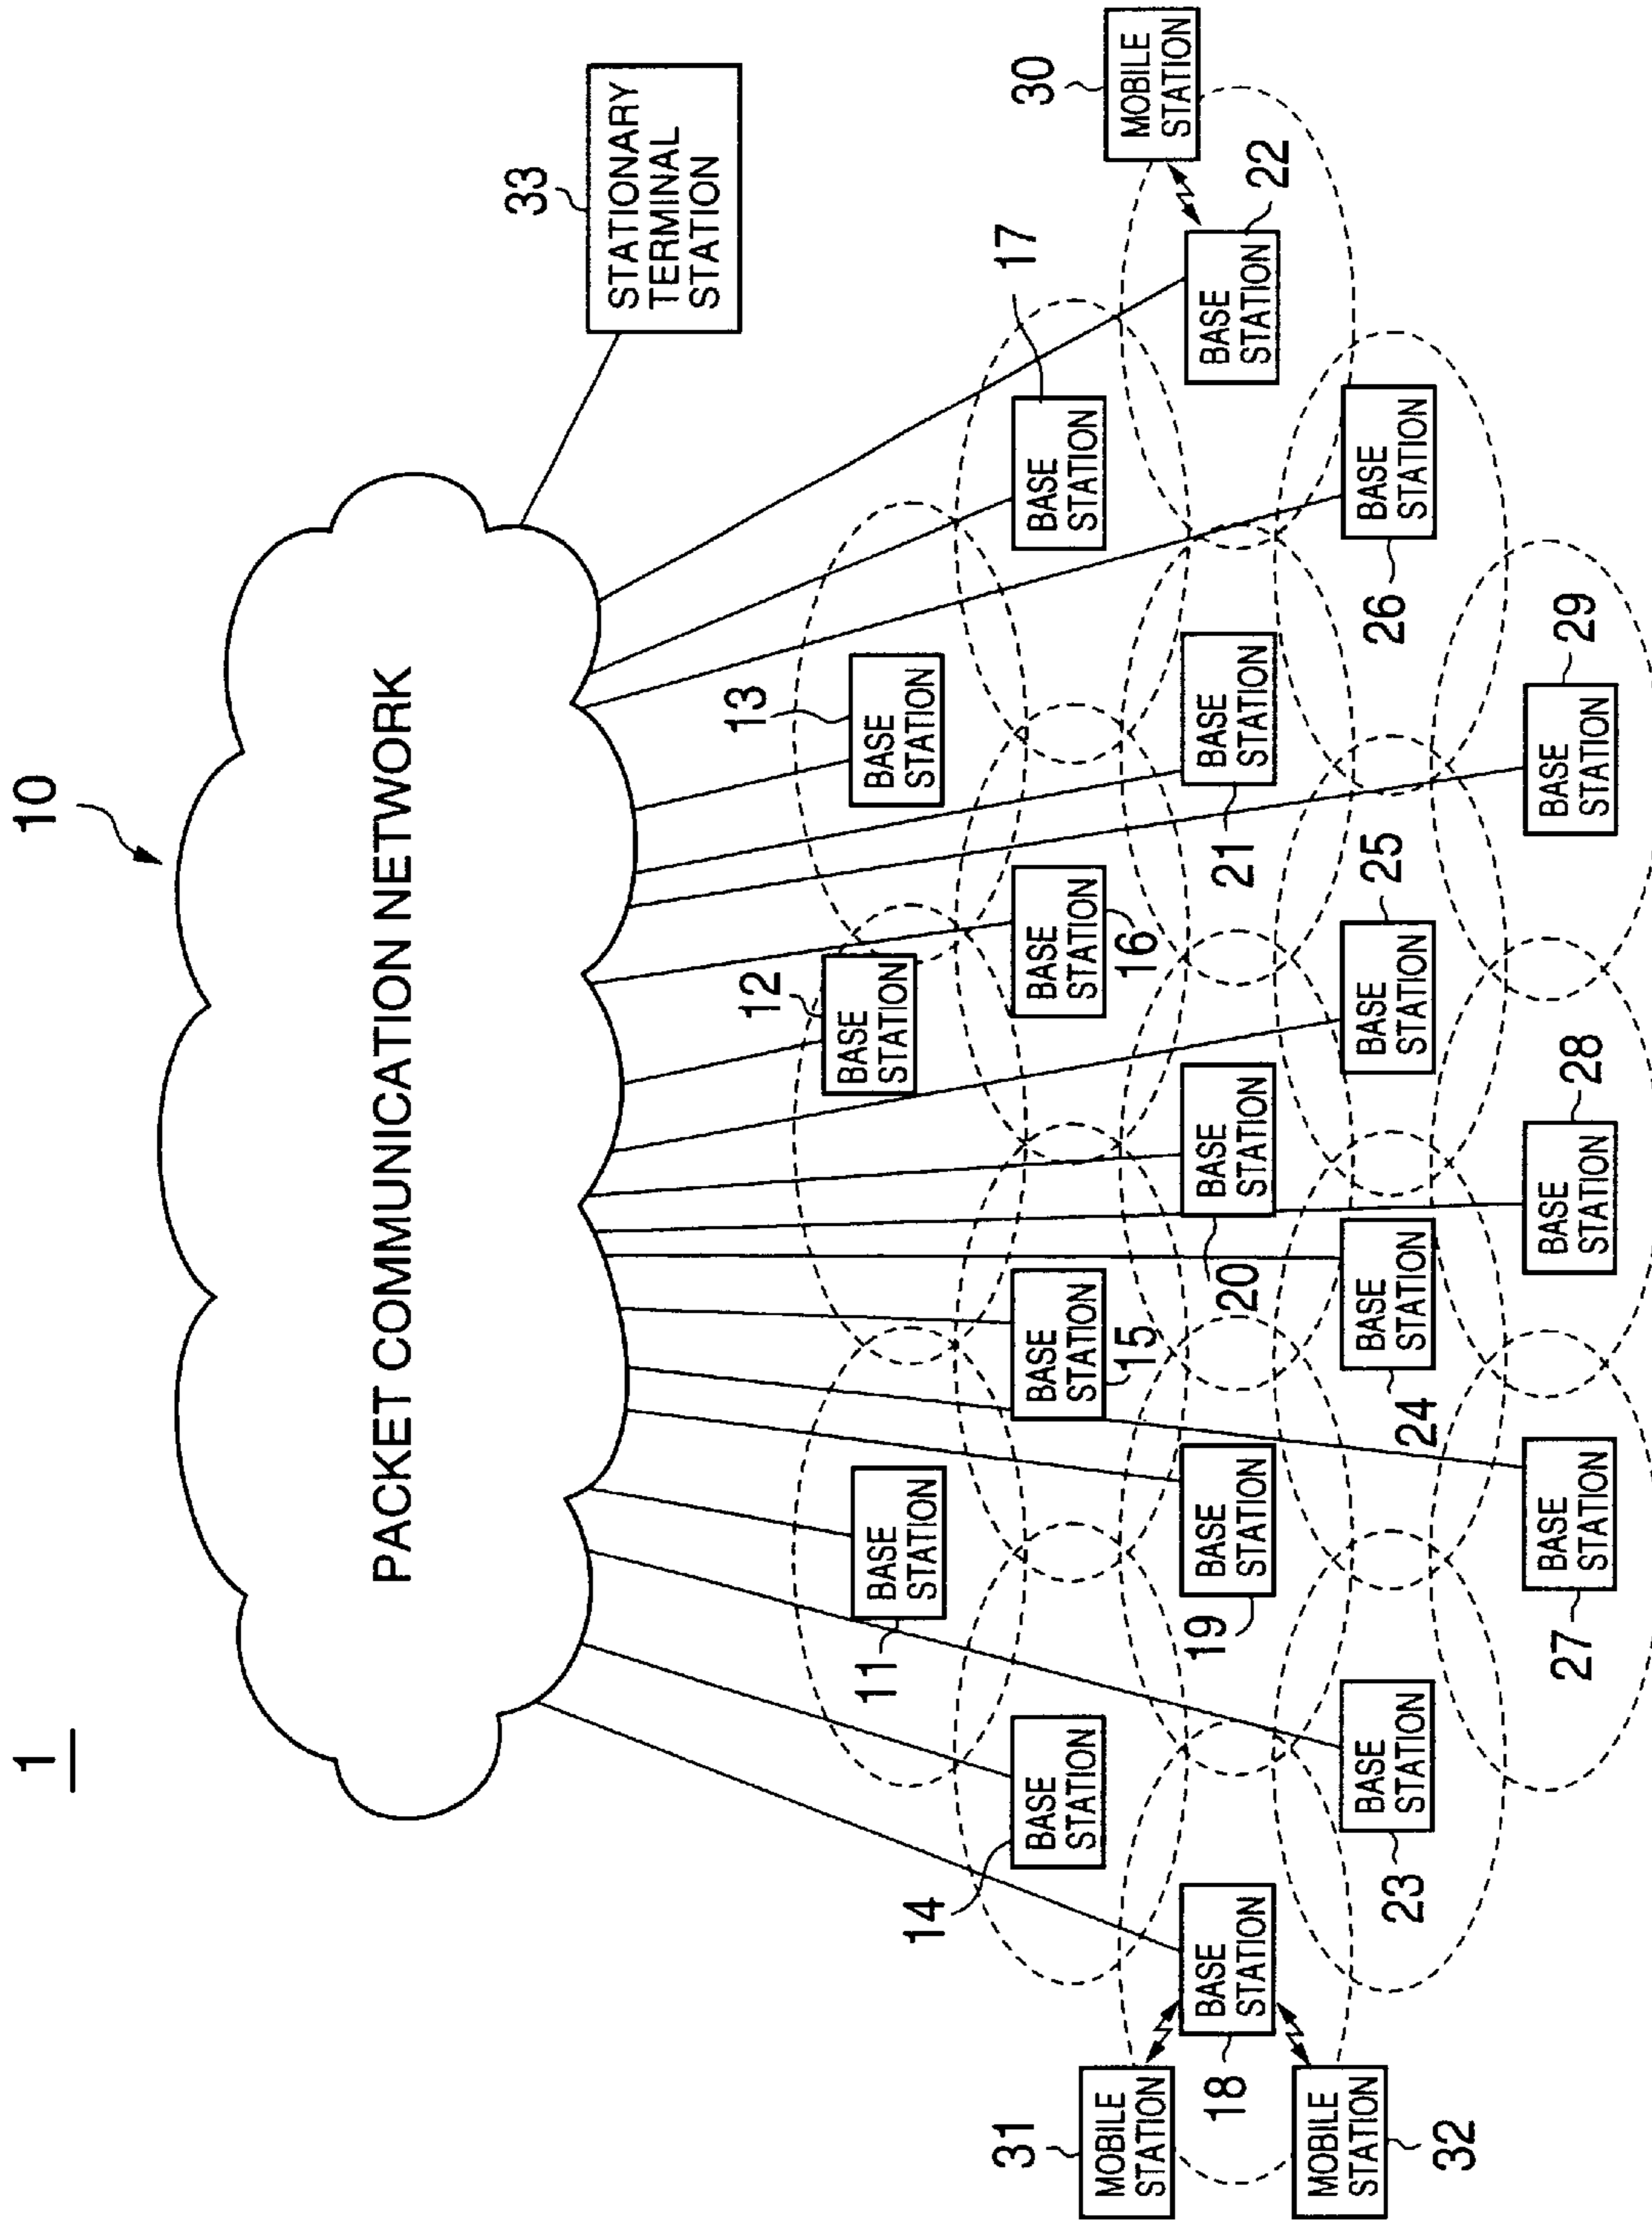 1
10
PACKET COMMUNICATION NETWORK
33
STATIONARY
TERMINAL
STATION
11
BASE
STATION
12
BASE
STATION
13
BASE
STATION
14
BASE
STATION
15
BASE
STATION
16
BASE
STATION
17
BASE
STATION
31
MOBILE
STATION
32
MOBILE
STATION
18
BASE
STATION
19
BASE
STATION
20
BASE
STATION
21
BASE
STATION
22
BASE
STATION
30
MOBILE
STATION
23
BASE
STATION
24
BASE
STATION
25
BASE
STATION
26
BASE
STATION
27
BASE
STATION
28
BASE
STATION
29
BASE
STATION